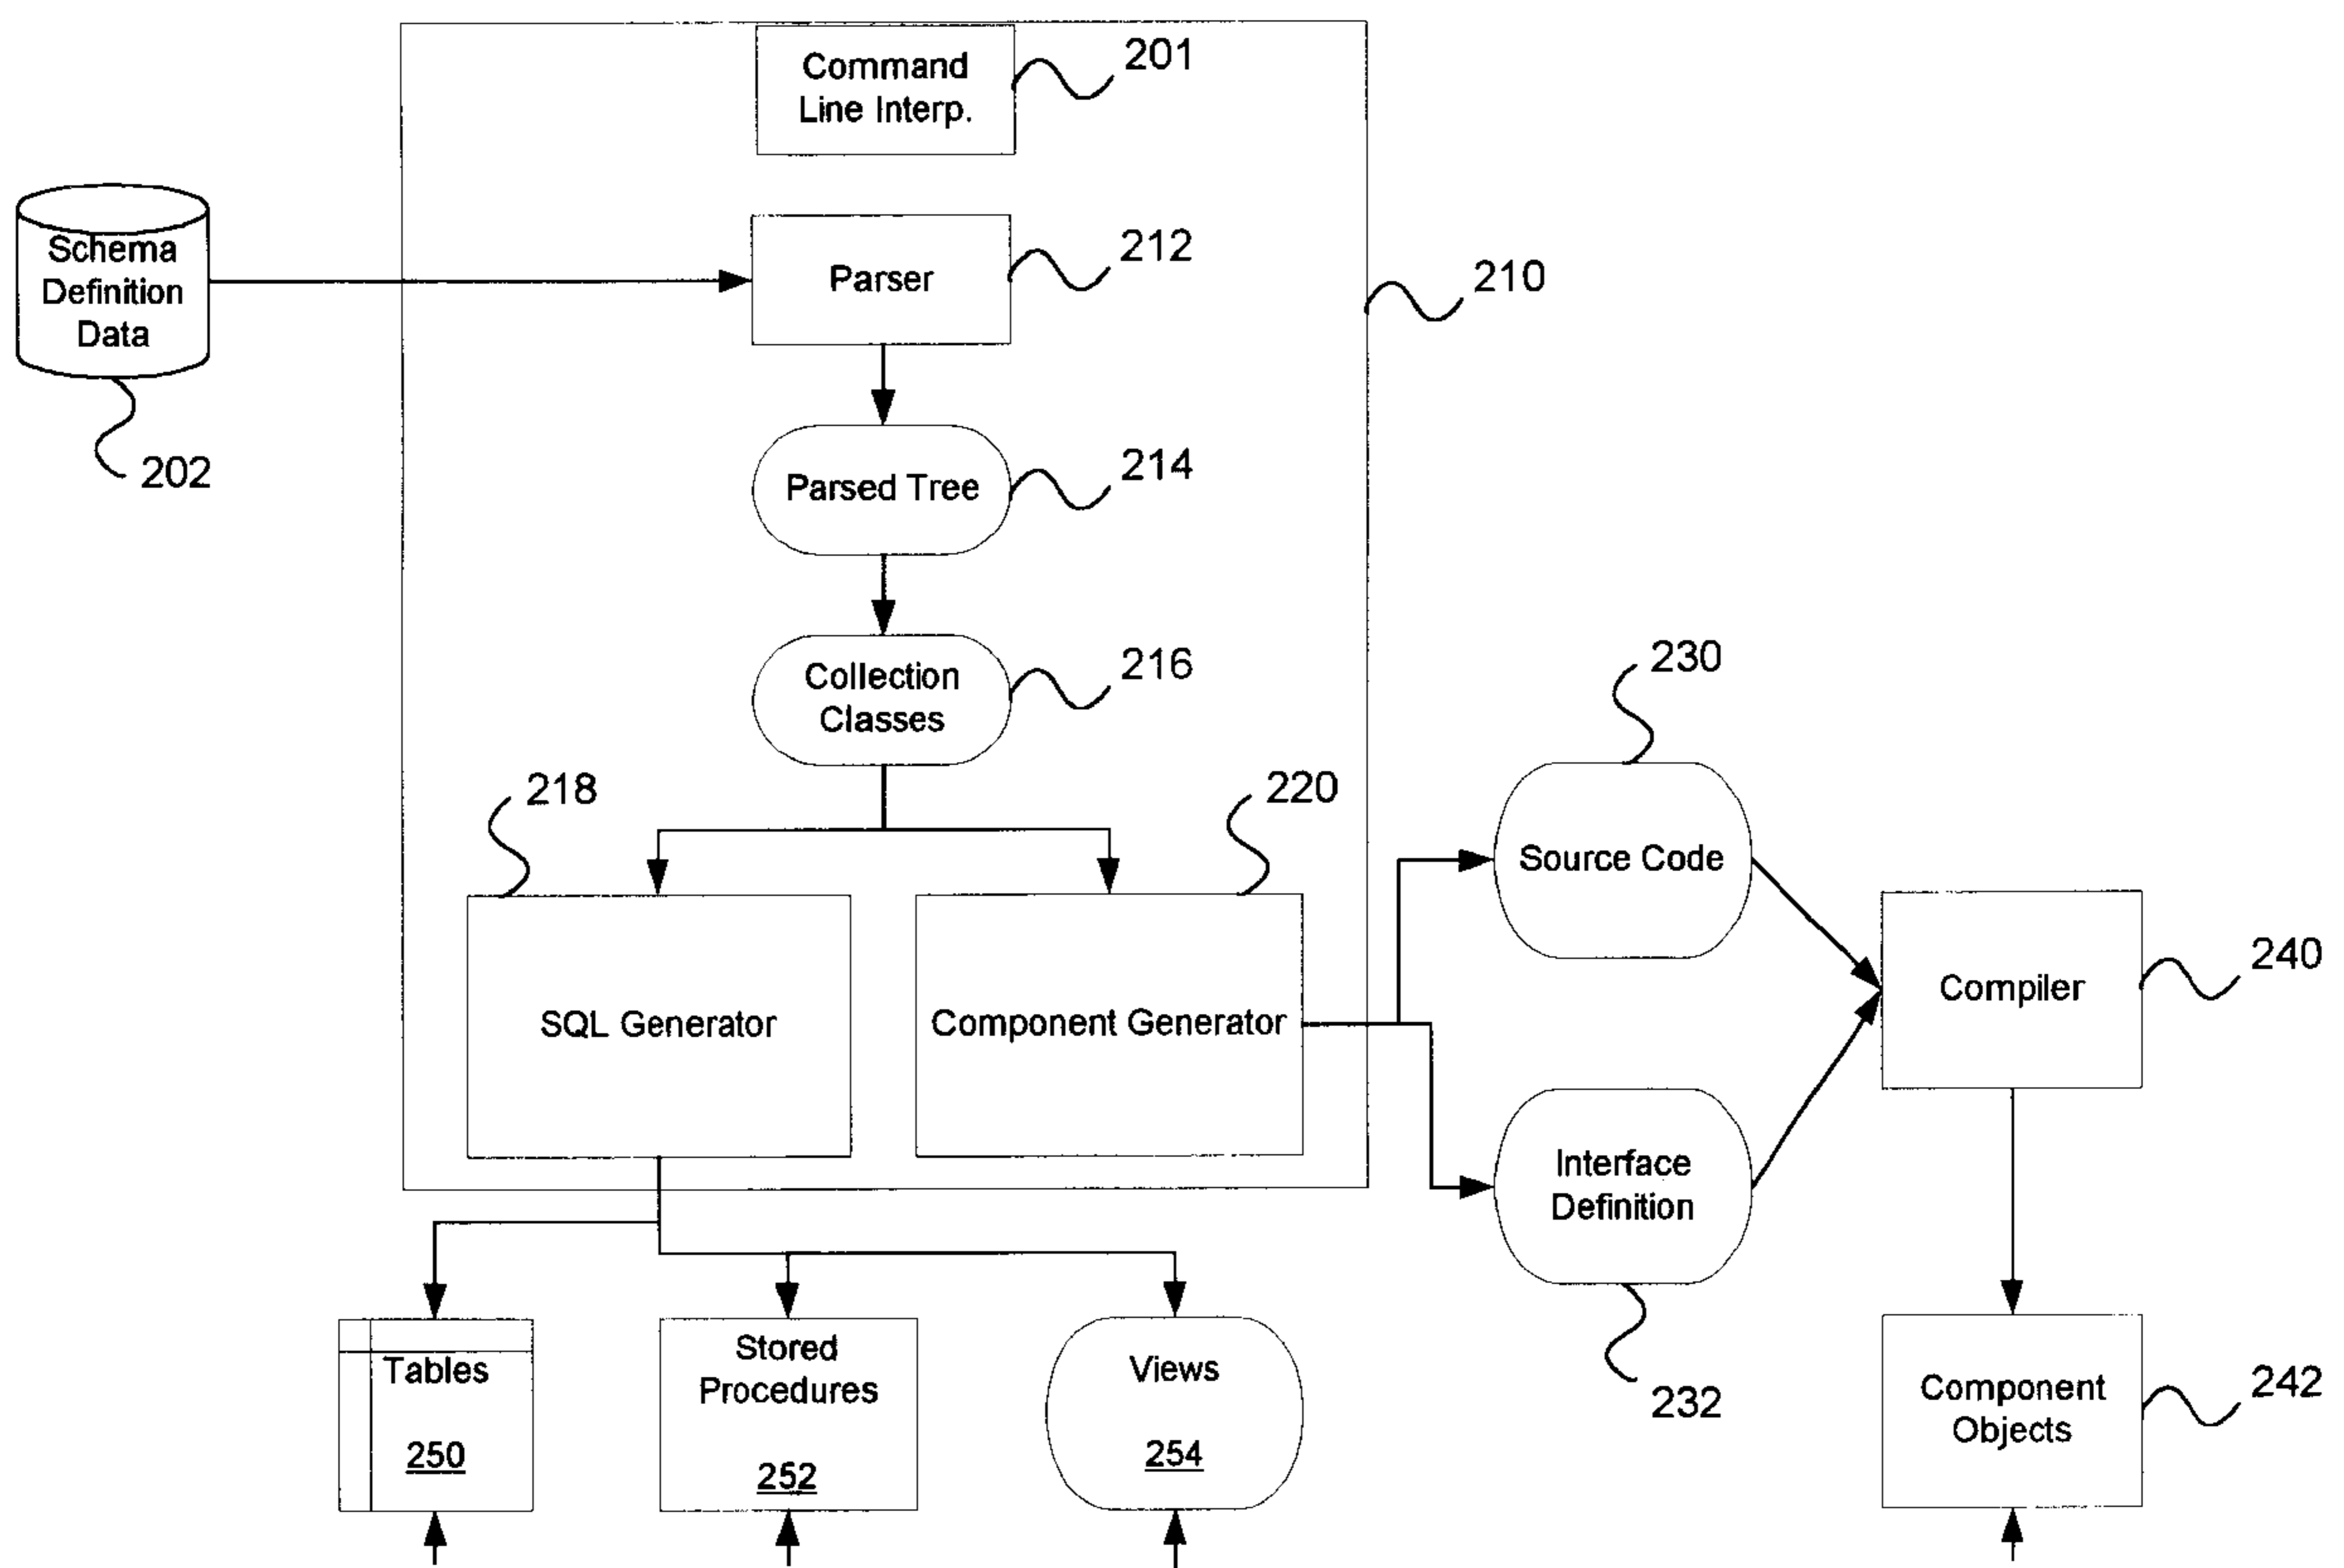 Command
Line Interp.
201
Schema
Definition
Data
202
Parser
212
210
Parsed Tree
214
Collection
Classes
216
218
220
230
SQL Generator
Component Generator
Source Code
Compiler
240
Interface
Definition
232
Tables
250
Stored
Procedures
252
Views
254
Component
Objects
242